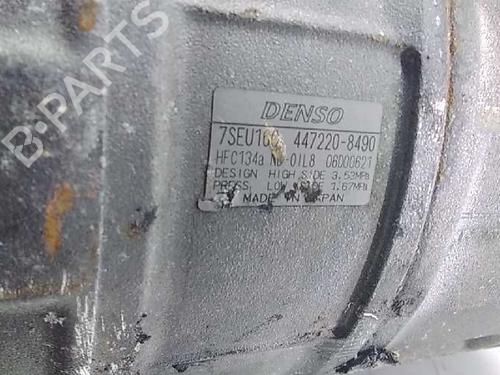 B-PARTS
DENSO
7SEU16C 447220-8490
HFC134a ND-OIL8 06D00621
DESIGN HIGH SIDE 3.53MPa
PRESS. LOW SIDE 1.67MPa
MADE IN JAPAN